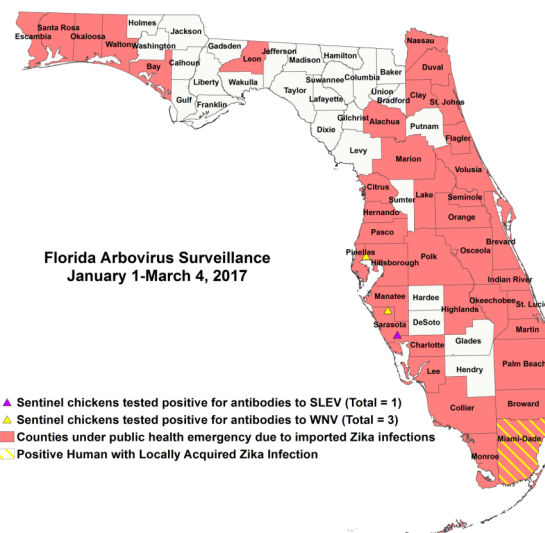 Holmes
Jackson
Nassau
Santa Rosa
Escambia
Okaloosa
Walton
Washington
Gadsden
Jefferson
Hamilton
Madison
Duval
Bay
Calhoun
Leon
Baker
Suwannee
Columbia
Liberty
Wakulla
Taylor
Union
Clay
St. Johns
Gulf
Franklin
Lafayette
Bradford
Gilchrist
Alachua
Putnam
Dixie
Flagler
Levy
Marion
Volusia
Citrus
Lake
Sumter
Seminole
Hernando
Orange
Pasco
Brevard
Florida Arbovirus Surveillance
January 1-March 4, 2017
Pinellas
Hillsborough
Polk
Osceola
Indian River
Manatee
Hardee
Okeechobee
St. Lucie
Highlands
Sarasota
DeSoto
Martin
Charlotte
Glades
Lee
Hendry
Palm Beach
Collier
Broward
Monroe
Miami-Dade
Sentinel chickens tested positive for antibodies to SLEV (Total = 1)
Sentinel chickens tested positive for antibodies to WNV (Total = 3)
Counties under public health emergency due to imported Zika infections
Positive Human with Locally Acquired Zika Infection